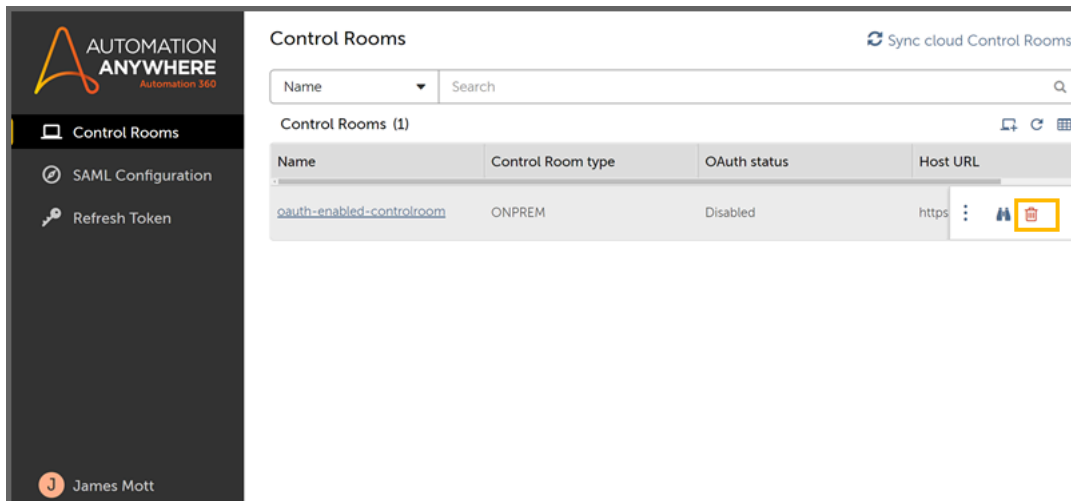 AUTOMATION
ANYWHERE
Automation 360
Control Rooms
SAML Configuration
Refresh Token
J James Mott
Control Rooms
Sync cloud Control Rooms
Name Search
Control Rooms (1)
Name Control Room type OAuth status Host URL
oauth-enabled-controlroom ONPREM Disabled https